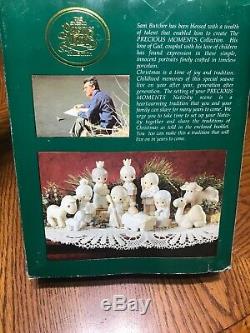 Sam Butcher has been blessed with a wealth
of talent that enabled him to create The
PRECIOUS MOMENTS Collection. His
love of God, coupled with his love of children
has found expression in these simple,
innocent portraits finely crafted in timeless
porcelain.
Christmas is a time of joy and tradition.
Childhood memories of this special season
live on year after year, generation after
generation. The setting of your PRECIOUS
MOMENTS Nativity scene is a
heartwarming tradition that you and your
family can share for many years to come. We
urge you to take time to set up your Nativ-
ity together and share the traditions of
Christmas as told in the enclosed booklet.
You can make this a tradition that will
live on in years to come.